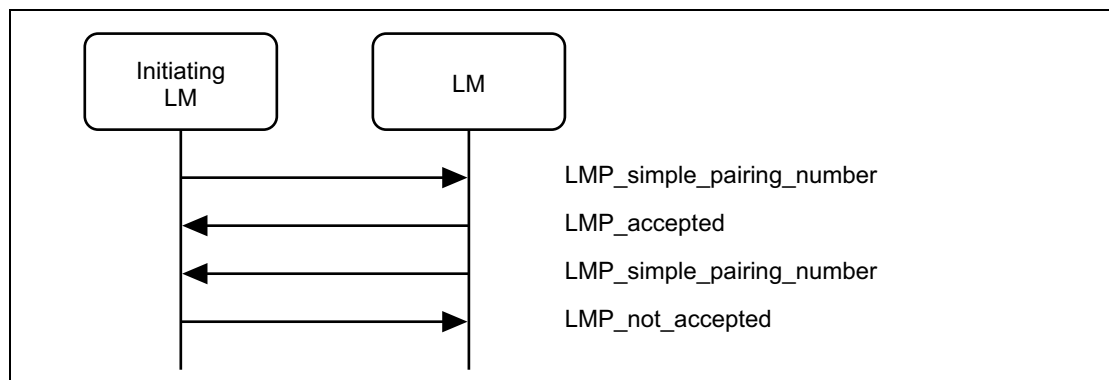 Initiating
LM
LM
LMP_simple_pairing_number
LMP_accepted
LMP_simple_pairing_number
LMP_not_accepted